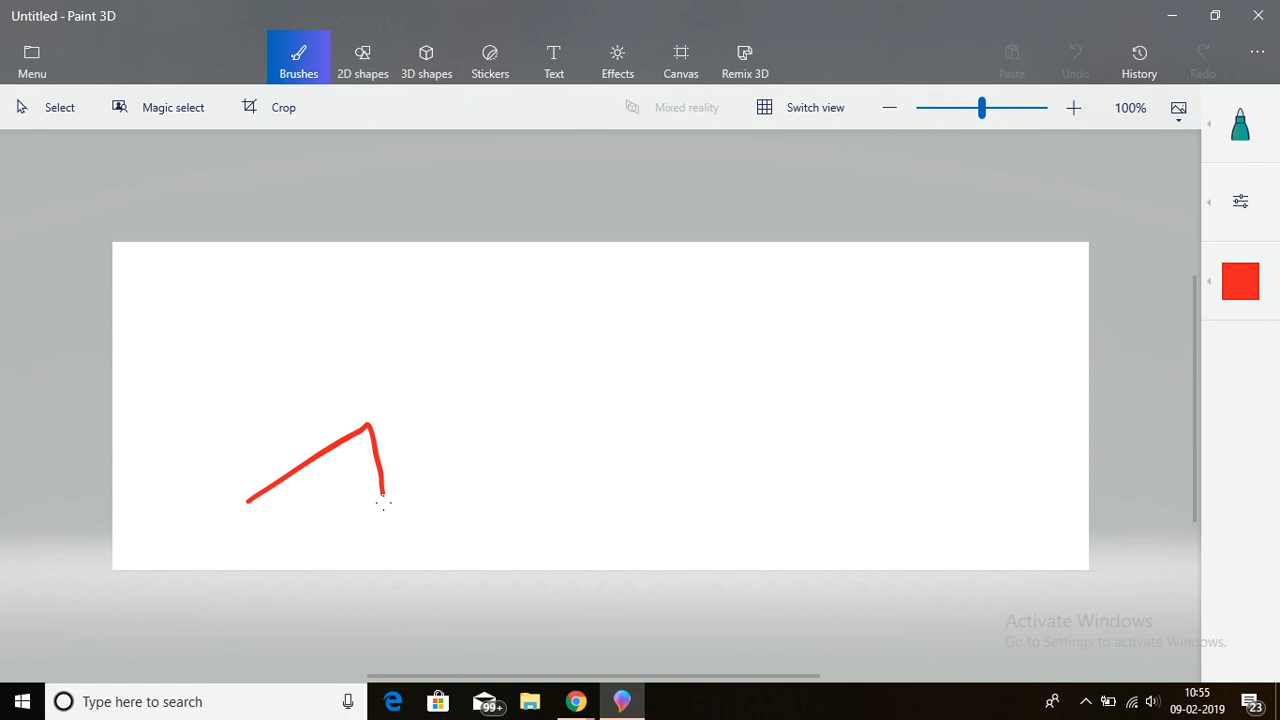 Untitled - Paint 3D
Menu
Brushes
2D shapes
3D shapes
Stickers
Text
Effects
Canvas
Remix 3D
Paste
Undo
History
Redo
Select
Magic select
Crop
Mixed reality
Switch view
100%
Activate Windows
Go to Settings to activate Windows.
Type here to search
99+
10:55
09-02-2019
23